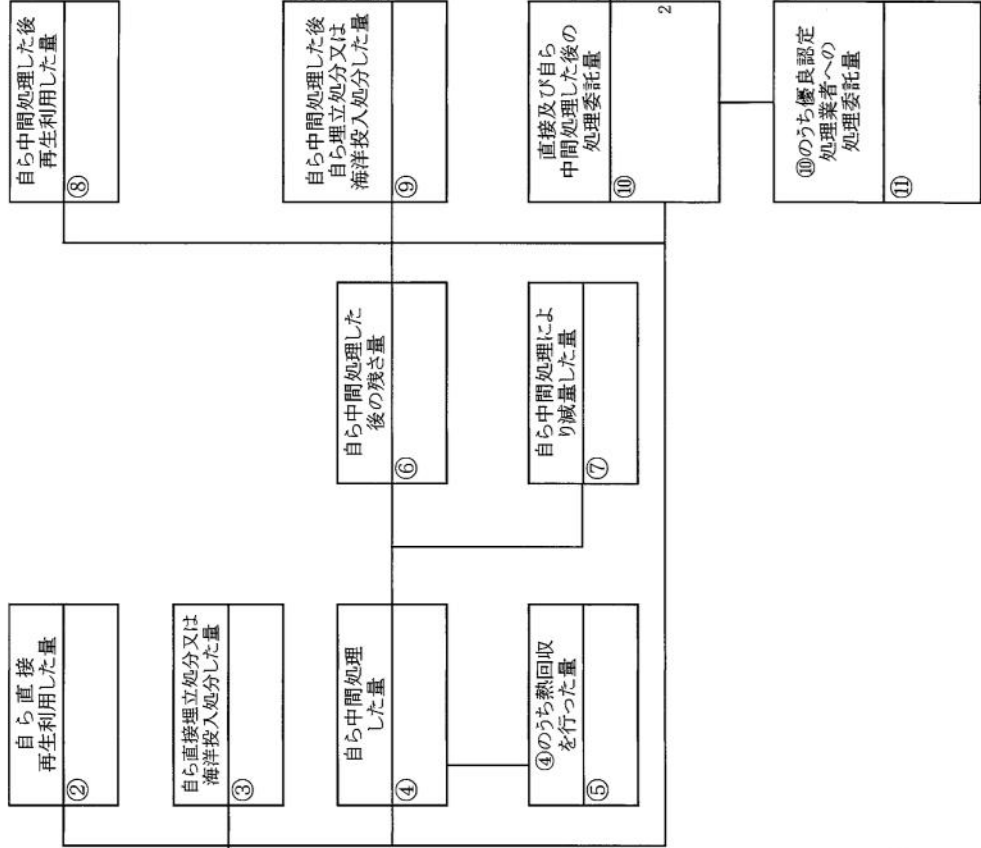 自ら直接
再生利用した量
②
自ら直接埋立処分又は
海洋投入処分した量
③
自ら中間処理
した量
④
④のうち熱回収
を行った量
⑤
自ら中間処理した
後の残さ量
⑥
自ら中間処理によ
り減量した量
⑦
自ら中間処理した後
再生利用した量
⑧
自ら中間処理した後
自ら埋立処分又は
海洋投入処分した量
⑨
直接及び自ら
中間処理した後の
処理委託量
⑩
2
⑩のうち優良認定
処理業者への
処理委託量
⑪